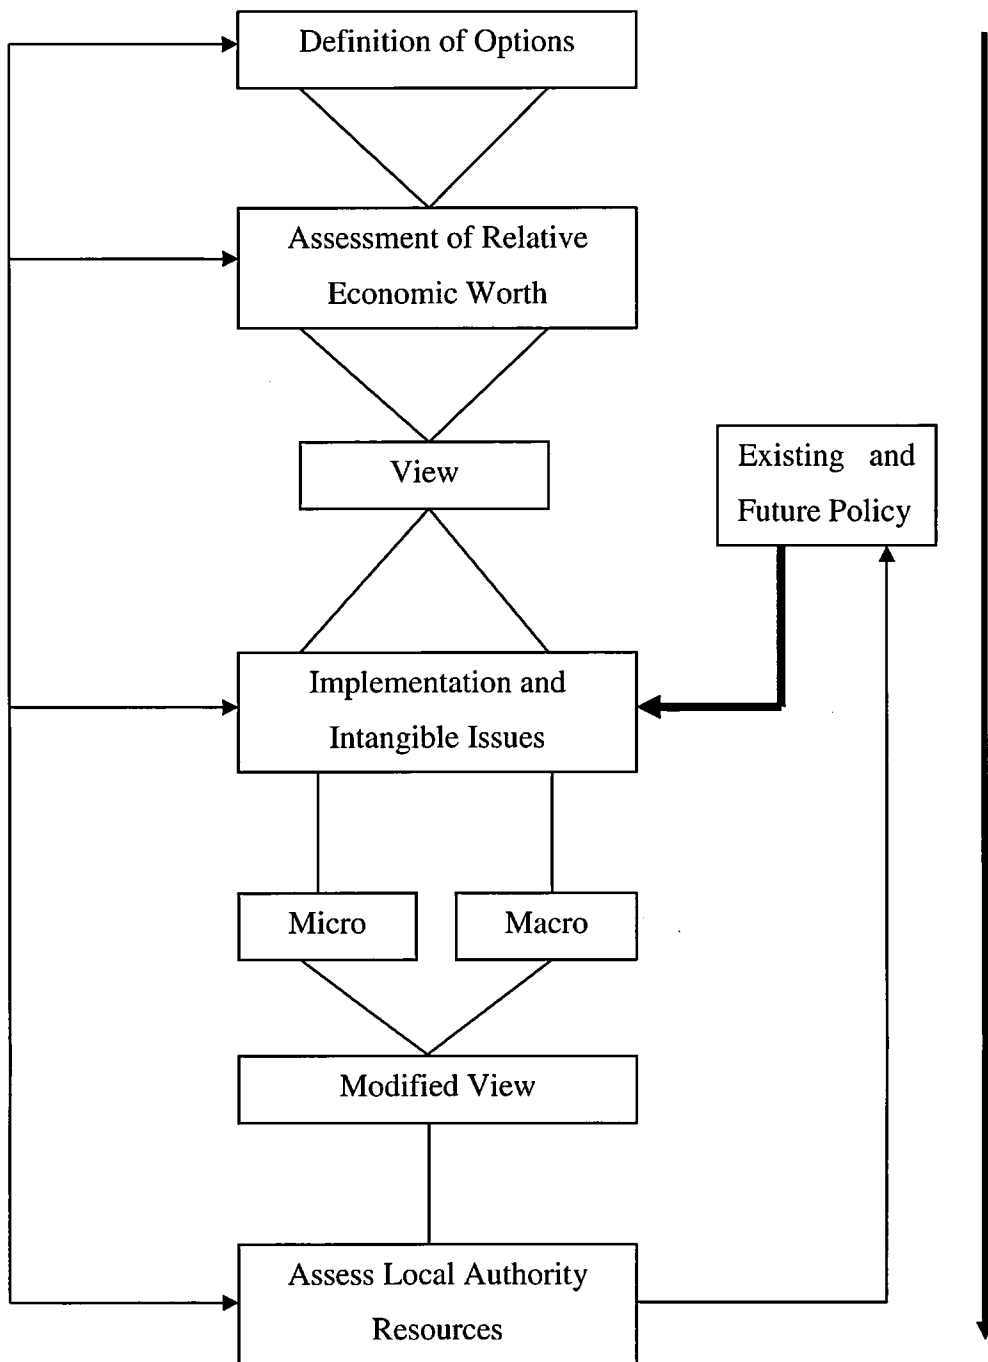 Definition of Options
Assessment of Relative
Economic Worth
View
Existing and
Future Policy
Implementation and
Intangible Issues
Micro
Macro
Modified View
Assess Local Authority
Resources